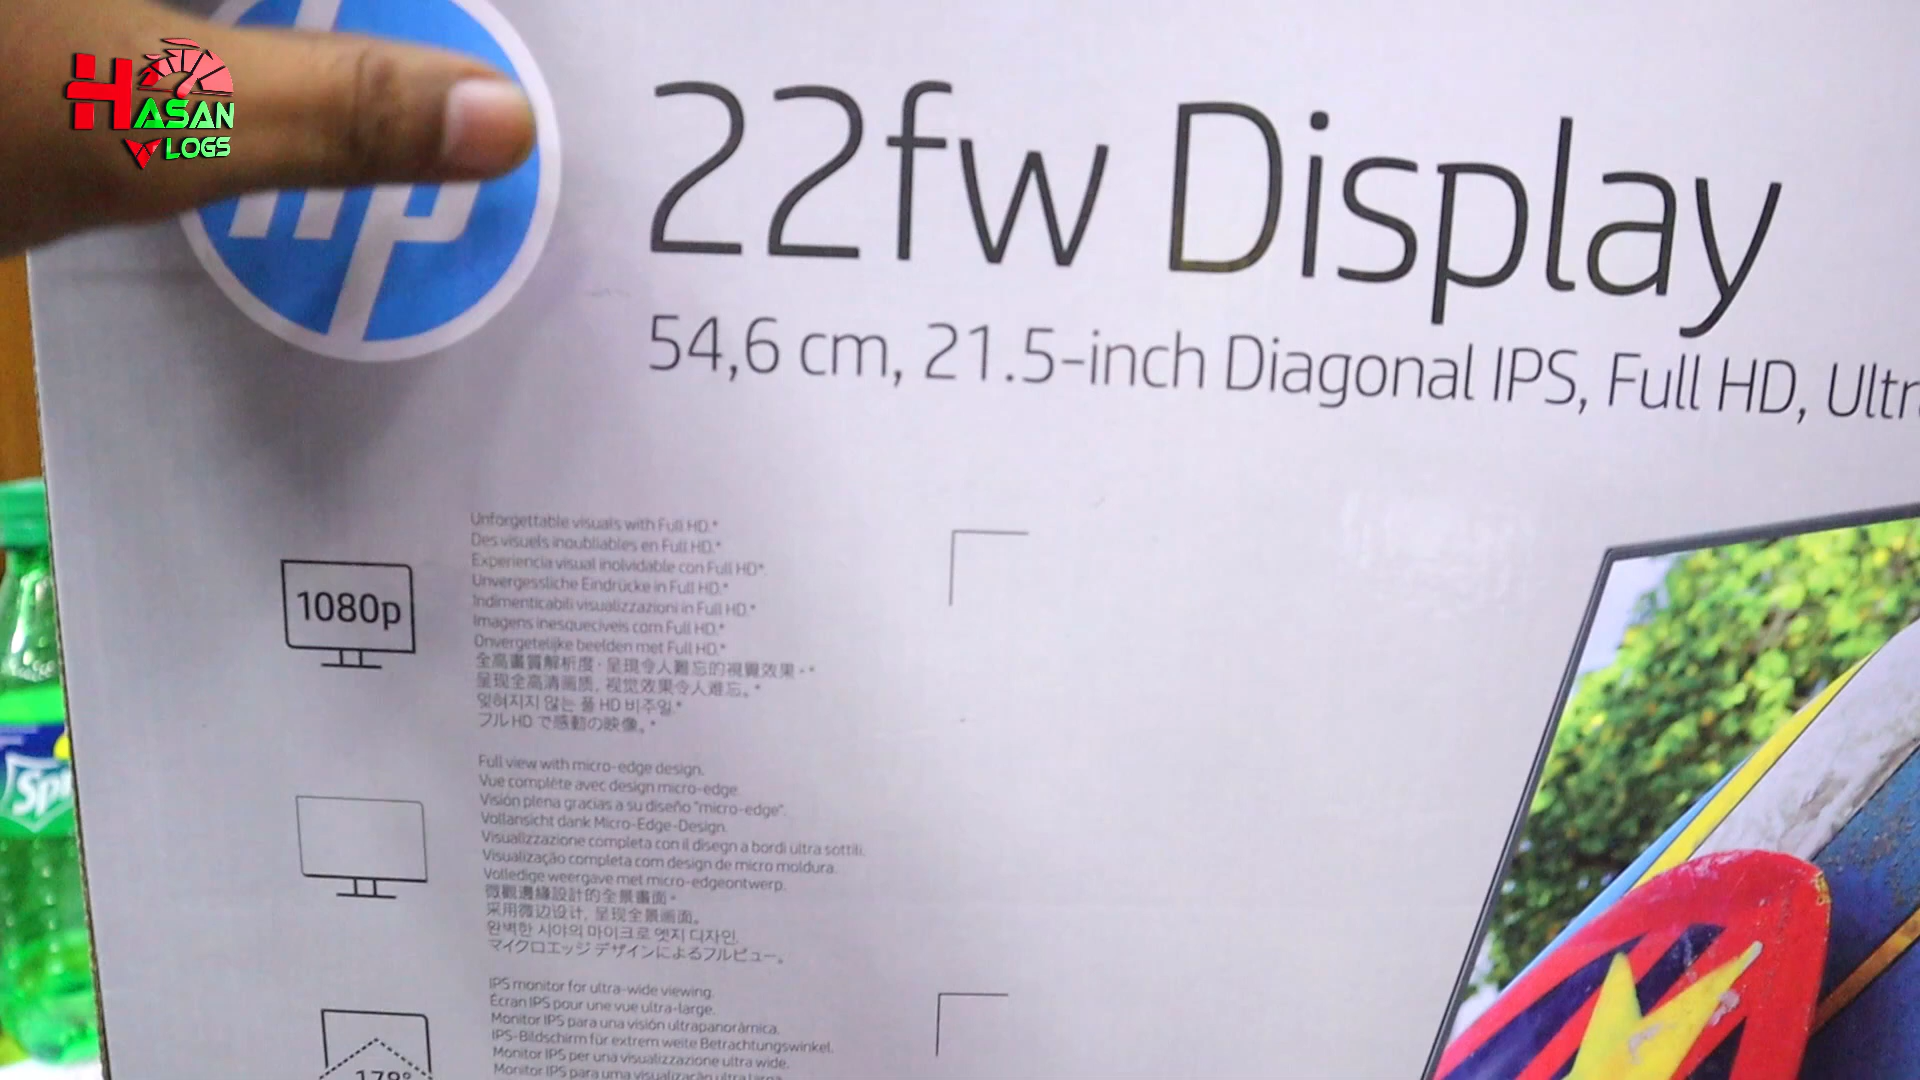 HASAN
VLOGS
hp
22fw Display
54,6 cm, 21.5-inch Diagonal IPS, Full HD, Ultr
1080p
Unforgettable visuals with Full HD.*
Des visuels inoubliables en Full HD.*
Experiencia visual inolvidable con Full HD*.
Unvergessliche Eindrücke in Full HD.*
Indimenticabili visualizzazioni in Full HD.*
Imagens inesquecíveis com Full HD.*
Onvergetelijke beelden met Full HD.*
全高畫質解析度，呈現令人難忘的視覺效果。*
呈现全高清画质，视觉效果令人难忘。*
잊혀지지 않는 풀 HD 비주얼.*
フル HD で感動の映像。*
Full view with micro-edge design.
Vue complète avec design micro-edge
Visión plena gracias a su diseño "micro-edge".
Vollansicht dank Micro-Edge-Design.
Visualizzazione completa con il disegn a bordi ultra sottili.
Visualização completa com design de micro moldura.
Volledige weergave met micro-edgeontwerp.
微觀邊緣設計的全景畫面。
采用微边设计，呈现全景画面。
완벽한 시야의 마이크로 엣지 디자인.
マイクロエッジ デザインによるフルビュー。
178°
IPS monitor for ultra-wide viewing.
Écran IPS pour une vue ultra-large.
Monitor IPS para una visión ultrapanorámica.
IPS-Bildschirm für extrem weite Betrachtungswinkel.
Monitor IPS per una visualizzazione ultra wide.
Monitor IPS para uma visualização ultra larga.
Spr